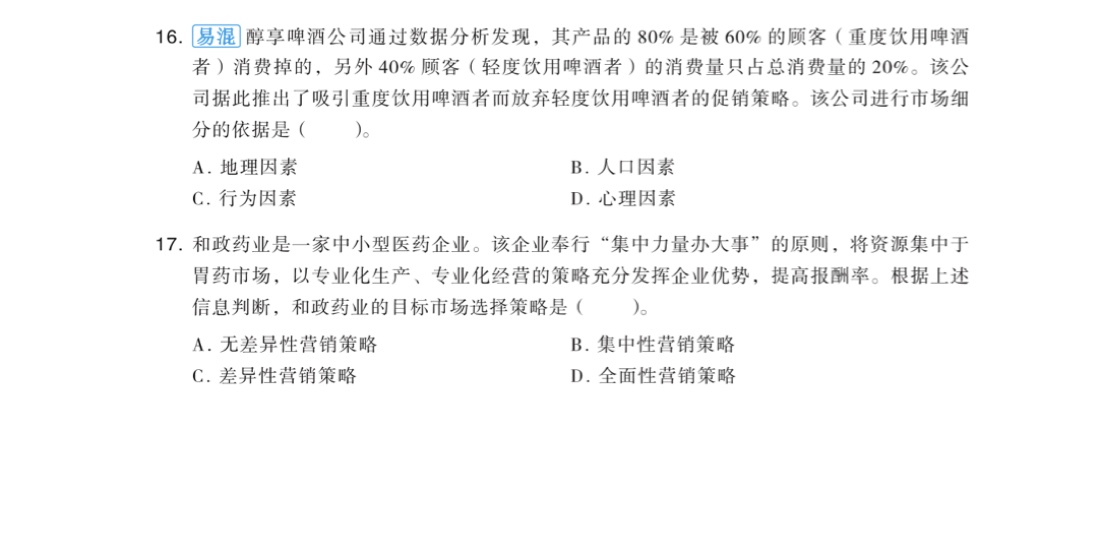 16. 易混 醇享啤酒公司通过数据分析发现，其产品的 80% 是被 60% 的顾客（重度饮用啤酒
者）消费掉的，另外 40% 顾客（轻度饮用啤酒者）的消费量只占总消费量的 20%。该公
司据此推出了吸引重度饮用啤酒者而放弃轻度饮用啤酒者的促销策略。该公司进行市场细
分的依据是（　　）。
A. 地理因素　　B. 人口因素
C. 行为因素　　D. 心理因素
17. 和政药业是一家中小型医药企业。该企业奉行“集中力量办大事”的原则，将资源集中于
胃药市场，以专业化生产、专业化经营的策略充分发挥企业优势，提高报酬率。根据上述
信息判断，和政药业的目标市场选择策略是（　　）。
A. 无差异性营销策略　　B. 集中性营销策略
C. 差异性营销策略　　D. 全面性营销策略